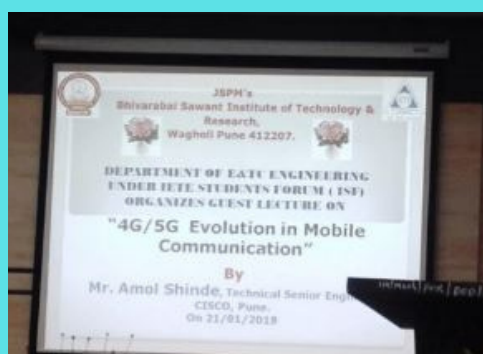 JSPM's
Bhivarabai Sawant Institute of Technology &
Research,
Wagholi Pune 412207.
DEPARTMENT OF E&TC ENGINEERING
UNDER IETE STUDENTS FORUM ( ISF)
ORGANIZES GUEST LECTURE ON
"4G/5G Evolution in Mobile
Communication"
By
Mr. Amol Shinde, Technical Senior Engi
CISCO, Pune.
On 21/01/2019